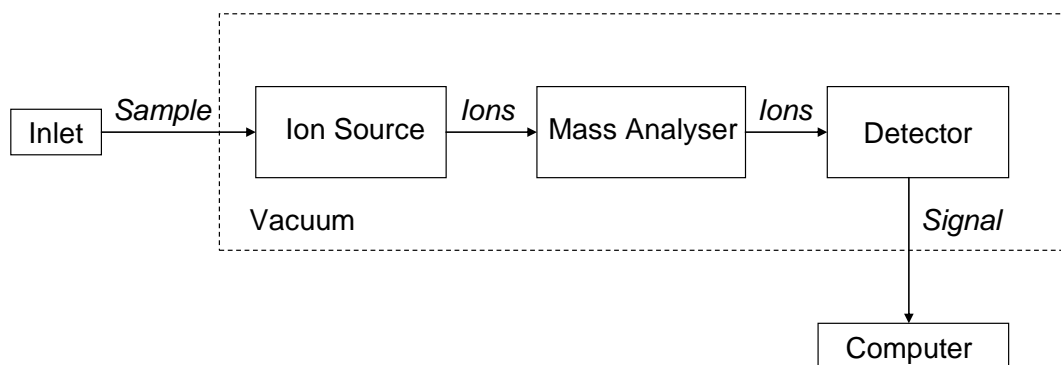 Sample
Inlet
Ion Source
Ions
Mass Analyser
Ions
Detector
Vacuum
Signal
Computer